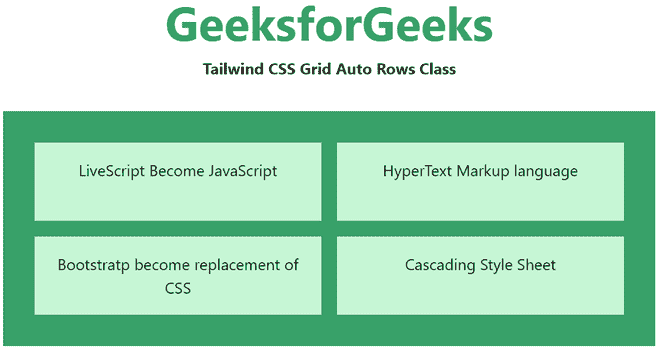 GeeksforGeeks
Tailwind CSS Grid Auto Rows Class
LiveScript Become JavaScript
HyperText Markup language
Bootstratp become replacement of
CSS
Cascading Style Sheet